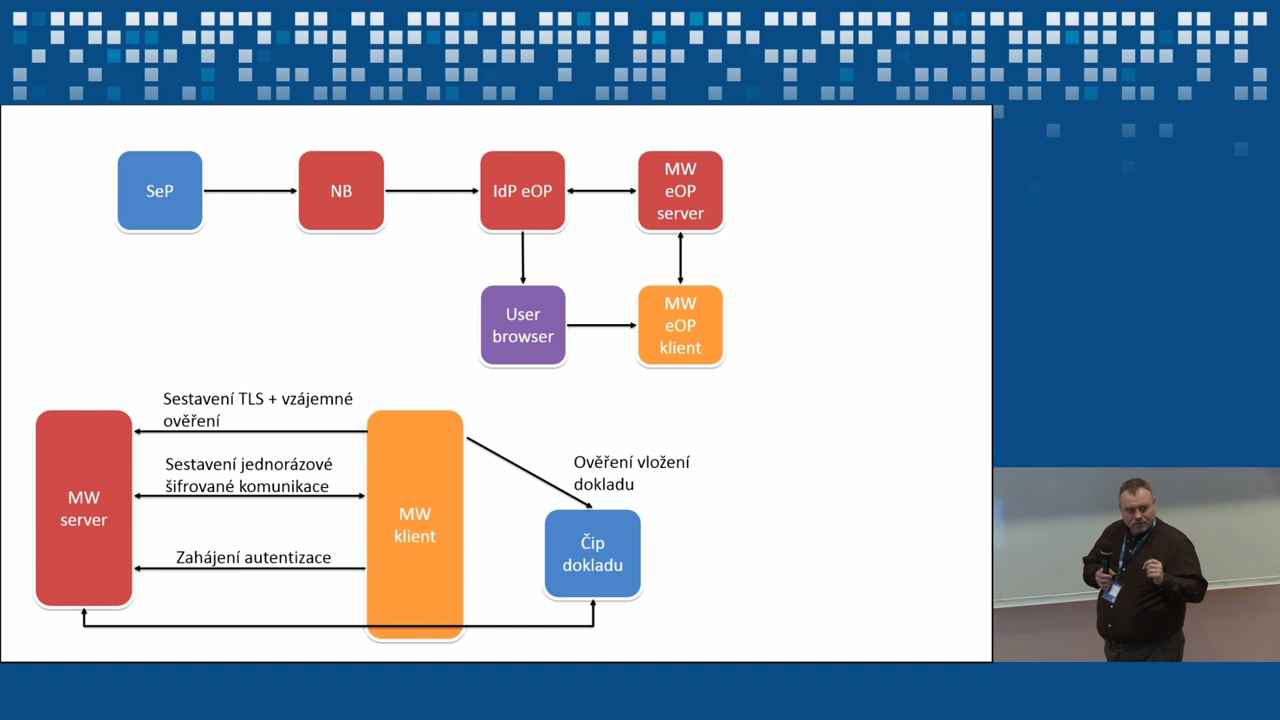 SeP
NB
IdP eOP
MW
eOP
server
User
browser
MW
eOP
klient
Sestavení TLS + vzájemné
ověření
Sestavení jednorázové
šifrované komunikace
Zahájení autentizace
MW
server
MW
klient
Ověření vložení
dokladu
Čip
dokladu